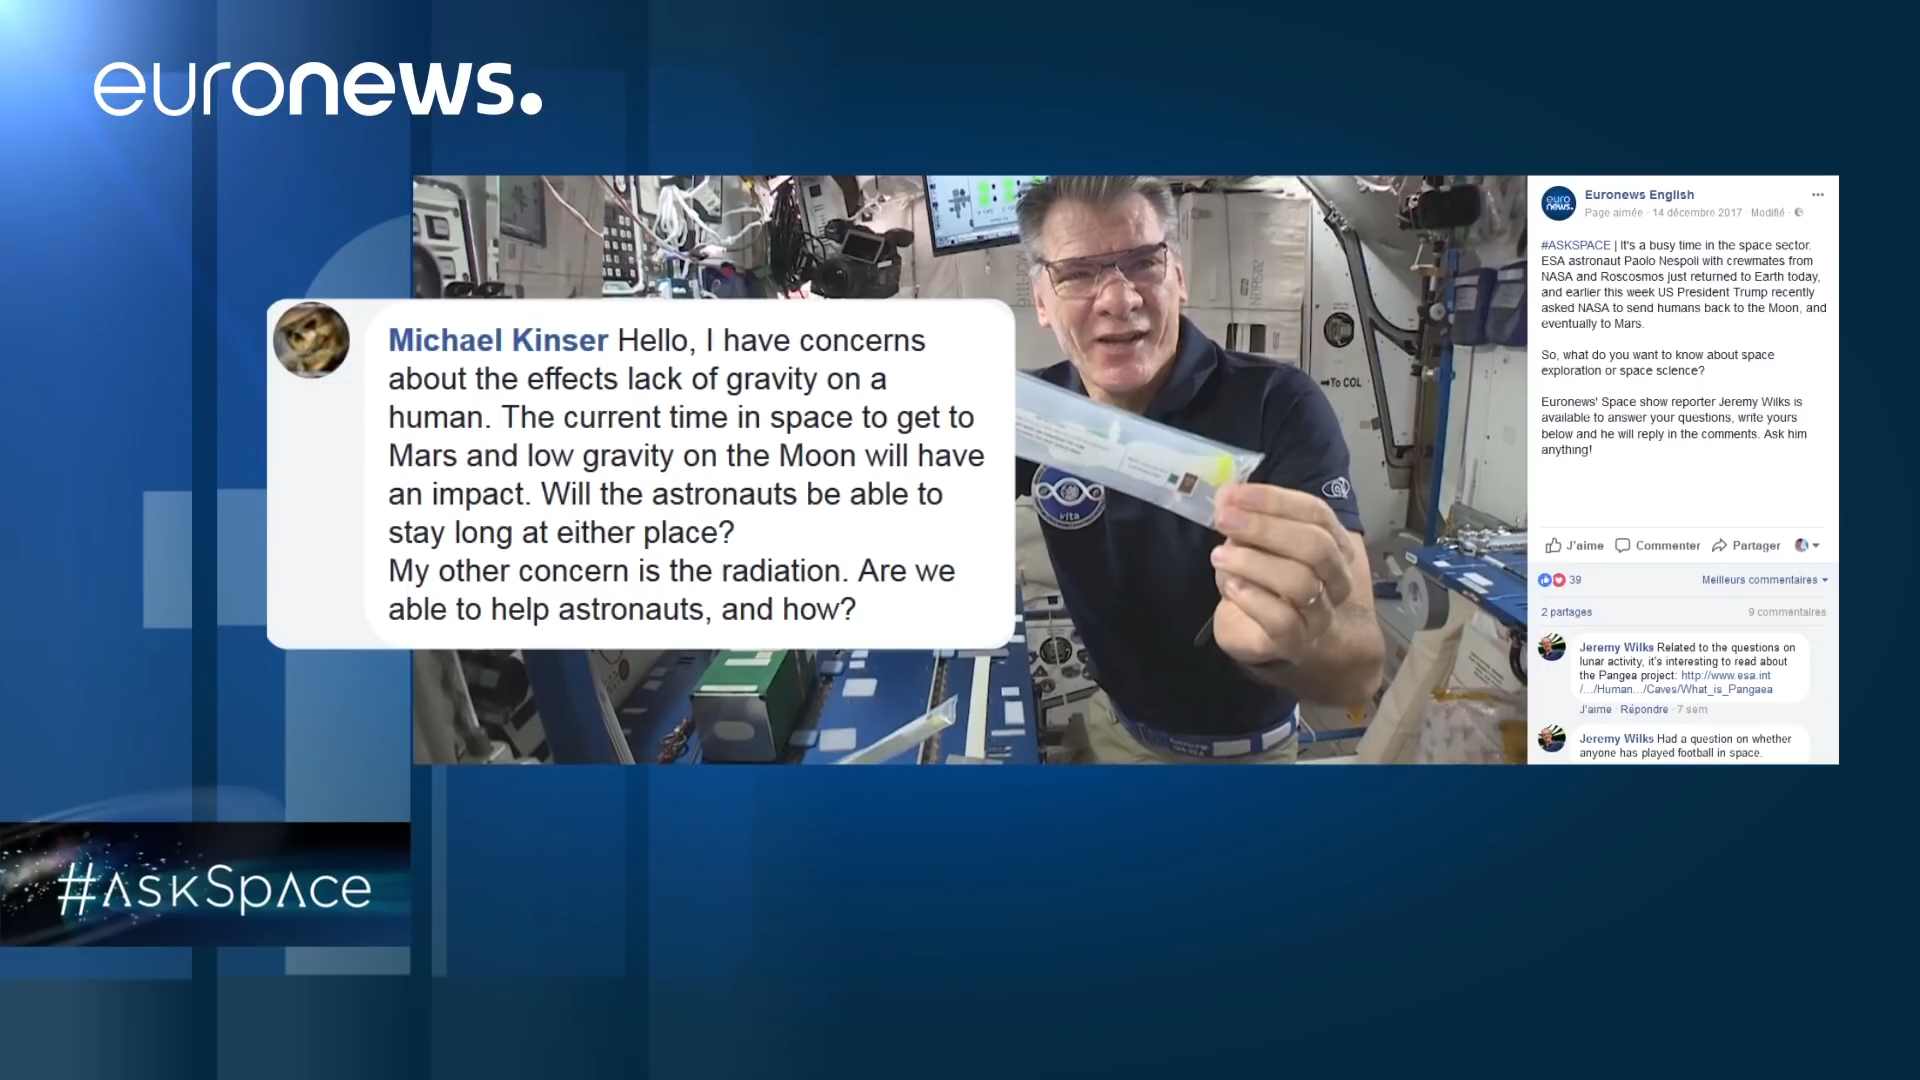 euronews.
Michael Kinser Hello, I have concerns
about the effects lack of gravity on a
human. The current time in space to get to
Mars and low gravity on the Moon will have
an impact. Will the astronauts be able to
stay long at either place?
My other concern is the radiation. Are we
able to help astronauts, and how?
➞To COL
vita
euro
news.
Euronews English
Page aimée · 14 décembre 2017 · Modifié ·
#ASKSPACE | It's a busy time in the space sector.
ESA astronaut Paolo Nespoli with crewmates from
NASA and Roscosmos just returned to Earth today,
and earlier this week US President Trump recently
asked NASA to send humans back to the Moon, and
eventually to Mars.
So, what do you want to know about space
exploration or space science?
Euronews' Space show reporter Jeremy Wilks is
available to answer your questions, write yours
below and he will reply in the comments. Ask him
anything!
J'aime Commenter Partager
39 Meilleurs commentaires
2 partages 9 commentaires
Jeremy Wilks Related to the questions on
lunar activity, it's interesting to read about
the Pangea project: http://www.esa.int
/.../Human.../Caves/What_is_Pangaea
J'aime · Répondre · 7 sem
Jeremy Wilks Had a question on whether
anyone has played football in space.
#AskSpace